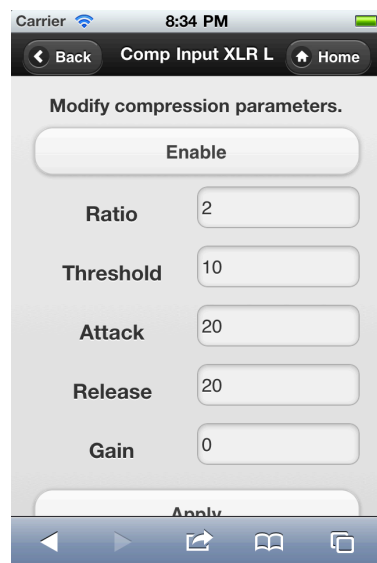 Carrier 8:34 PM
Back Comp Input XLR L Home
Modify compression parameters.
Enable
Ratio 2
Threshold 10
Attack 20
Release 20
Gain 0
Apply